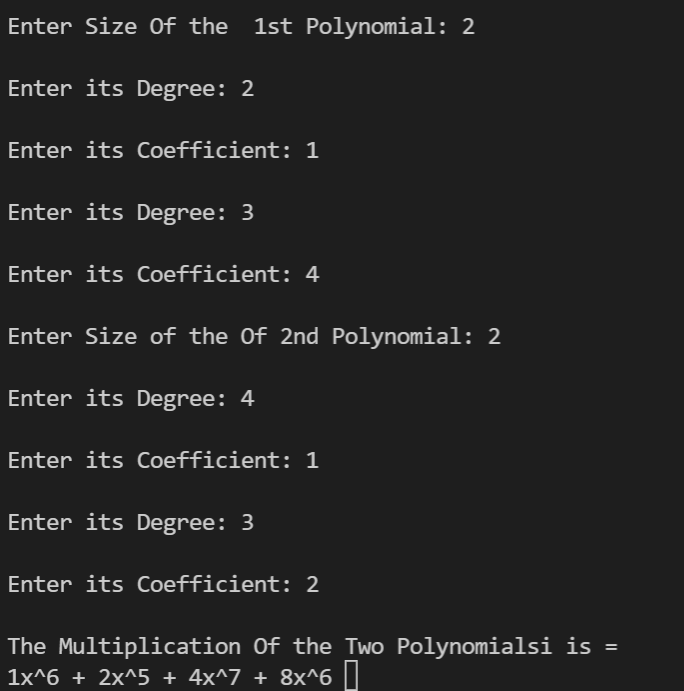 Enter Size Of the  1st Polynomial: 2
Enter its Degree: 2
Enter its Coefficient: 1
Enter its Degree: 3
Enter its Coefficient: 4
Enter Size of the Of 2nd Polynomial: 2
Enter its Degree: 4
Enter its Coefficient: 1
Enter its Degree: 3
Enter its Coefficient: 2
The Multiplication Of the Two Polynomialsi is =
1x^6 + 2x^5 + 4x^7 + 8x^6